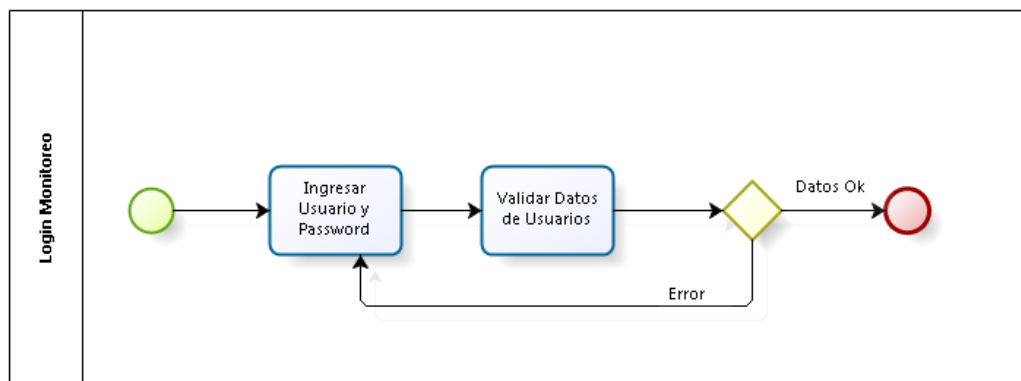 Login Monitoreo
Ingresar
Usuario y
Password
Validar Datos
de Usuarios
Datos Ok
Error